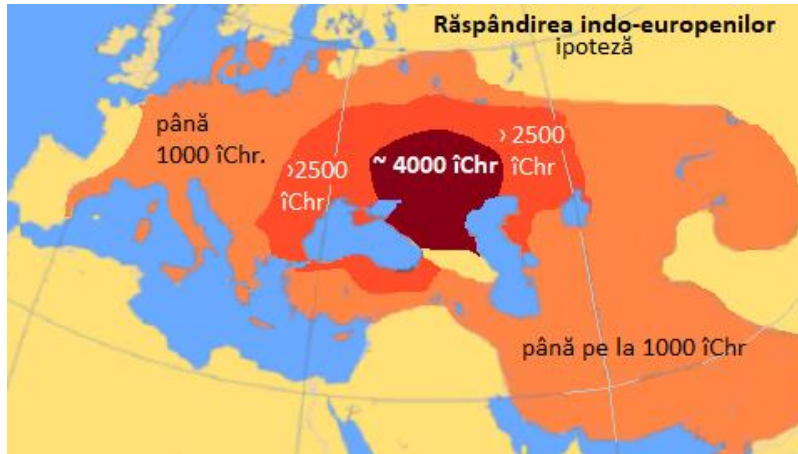 Răspândirea indo-europenilor
ipoteză
până
1000 îChr.
›2500
îChr
~ 4000 îChr
› 2500
îChr
până pe la 1000 îChr